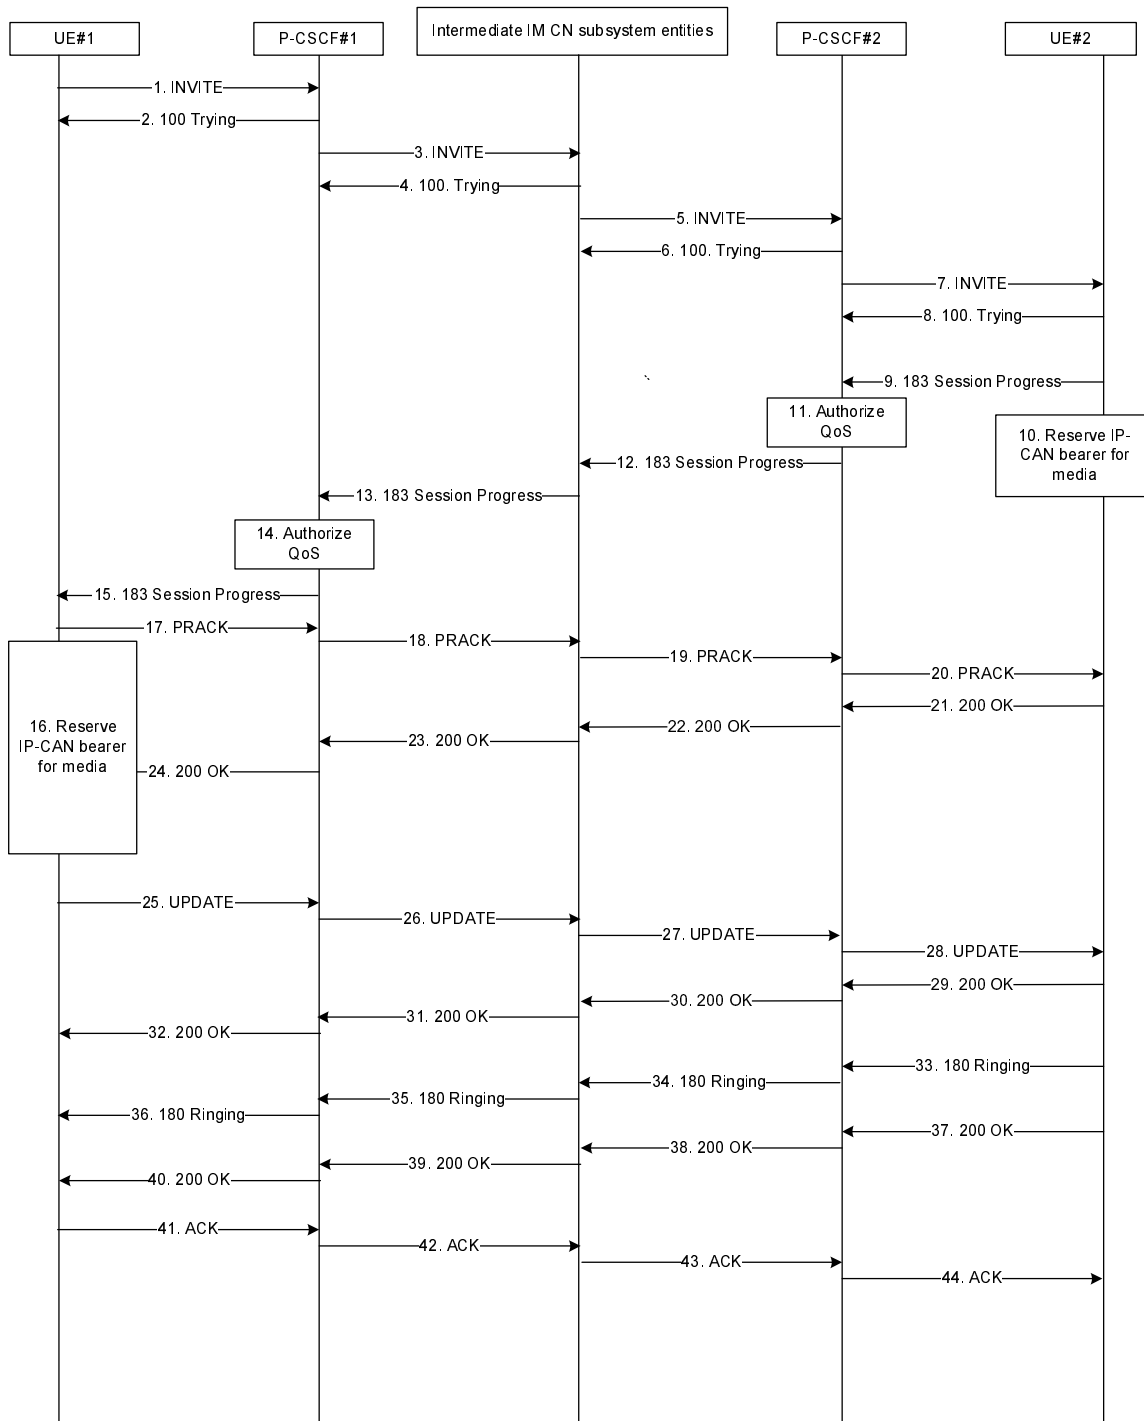 UE#1
P-CSCF#1
Intermediate IM CN subsystem entities
P-CSCF#2
UE#2
1. INVITE
2. 100 Trying
3. INVITE
4. 100. Trying
5. INVITE
6. 100. Trying
7. INVITE
8. 100. Trying
9. 183 Session Progress
11. Authorize
QoS
10. Reserve IP-
CAN bearer for
media
12. 183 Session Progress
13. 183 Session Progress
14. Authorize
QoS
15. 183 Session Progress
17. PRACK
18. PRACK
19. PRACK
20. PRACK
21. 200 OK
22. 200 OK
23. 200 OK
16. Reserve
IP-CAN bearer
for media
24. 200 OK
25. UPDATE
26. UPDATE
27. UPDATE
28. UPDATE
29. 200 OK
30. 200 OK
31. 200 OK
32. 200 OK
33. 180 Ringing
34. 180 Ringing
35. 180 Ringing
36. 180 Ringing
37. 200 OK
38. 200 OK
39. 200 OK
40. 200 OK
41. ACK
42. ACK
43. ACK
44. ACK